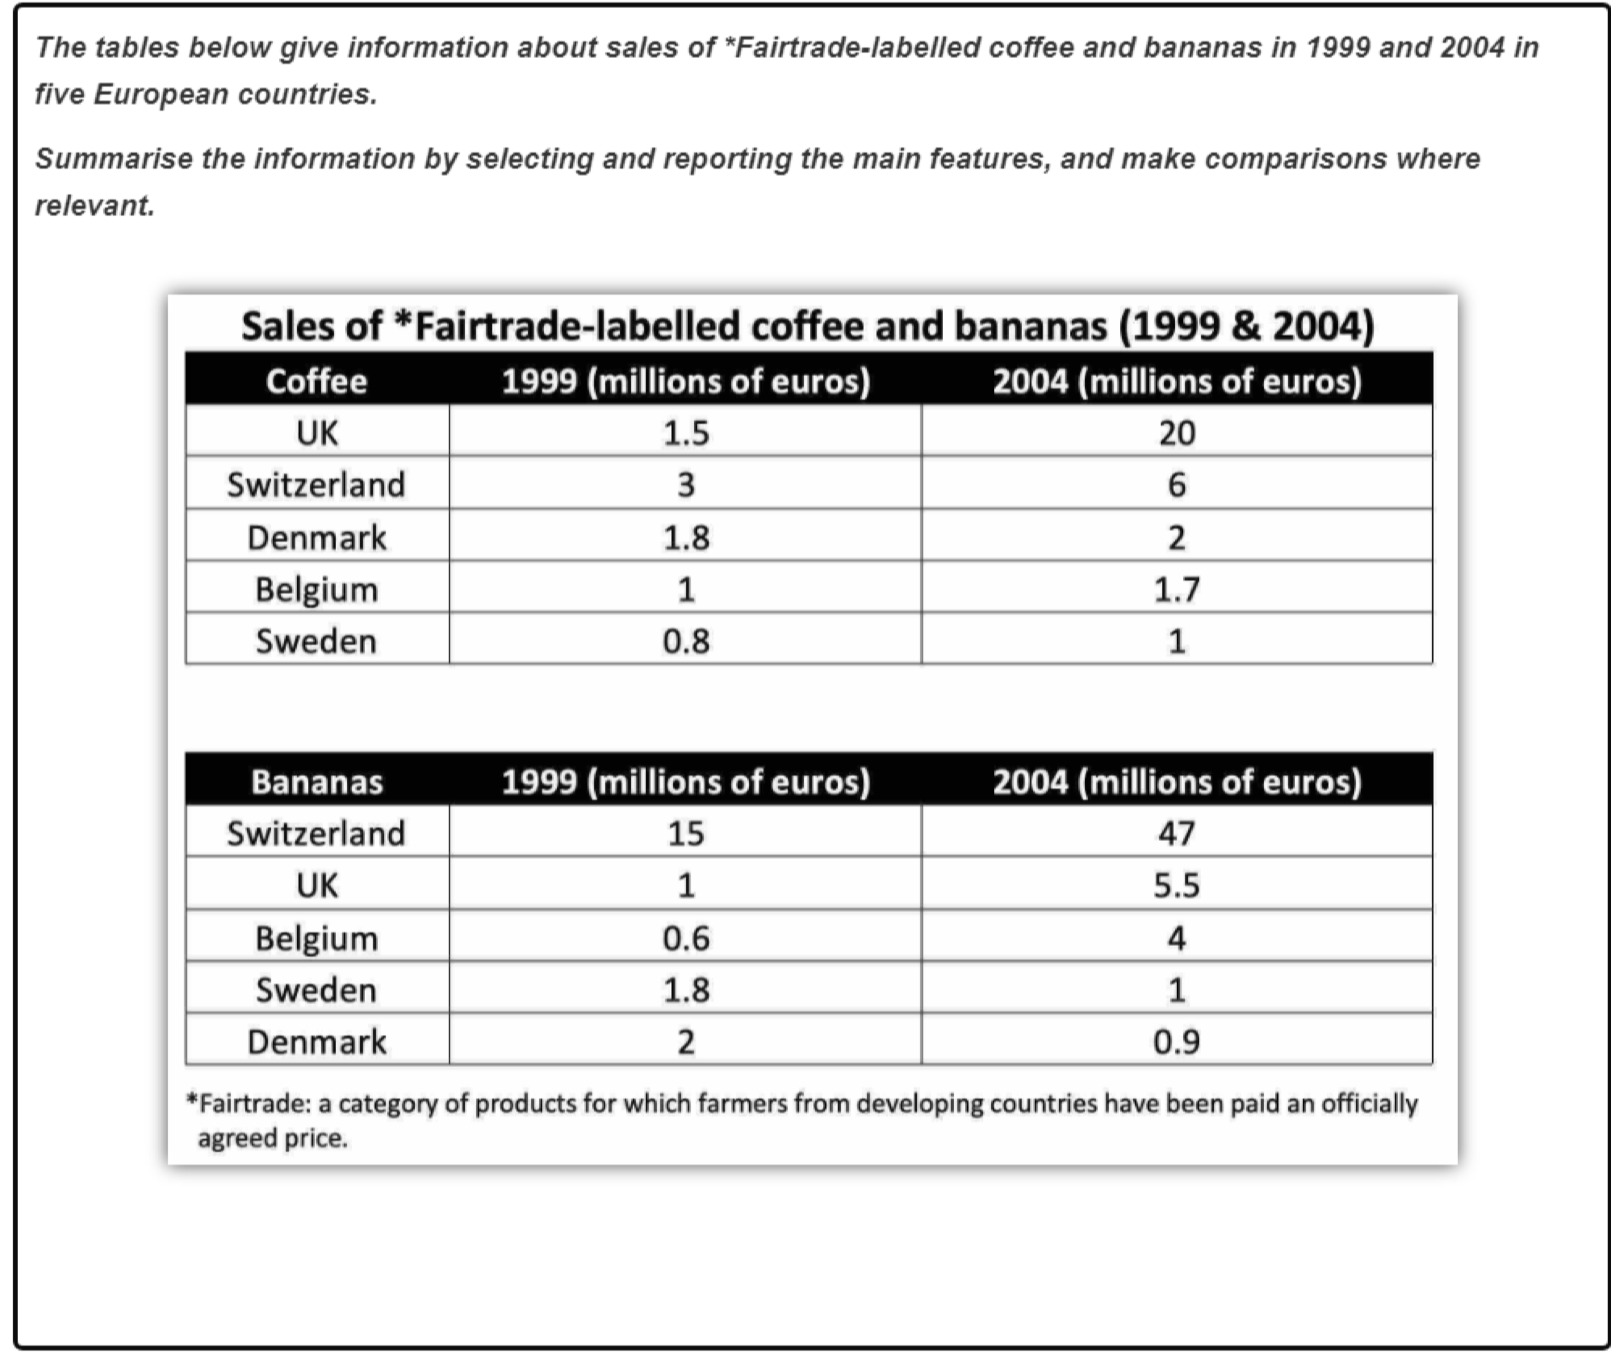 The tables below give information about sales of *Fairtrade-labelled coffee and bananas in 1999 and 2004 in
five European countries.
Summarise the information by selecting and reporting the main features, and make comparisons where
relevant.
Sales of *Fairtrade-labelled coffee and bananas (1999 & 2004)
Coffee 1999 (millions of euros) 2004 (millions of euros)
UK 1.5 20
Switzerland 3 6
Denmark 1.8 2
Belgium 1 1.7
Sweden 0.8 1
Bananas 1999 (millions of euros) 2004 (millions of euros)
Switzerland 15 47
UK 1 5.5
Belgium 0.6 4
Sweden 1.8 1
Denmark 2 0.9
*Fairtrade: a category of products for which farmers from developing countries have been paid an officially
agreed price.